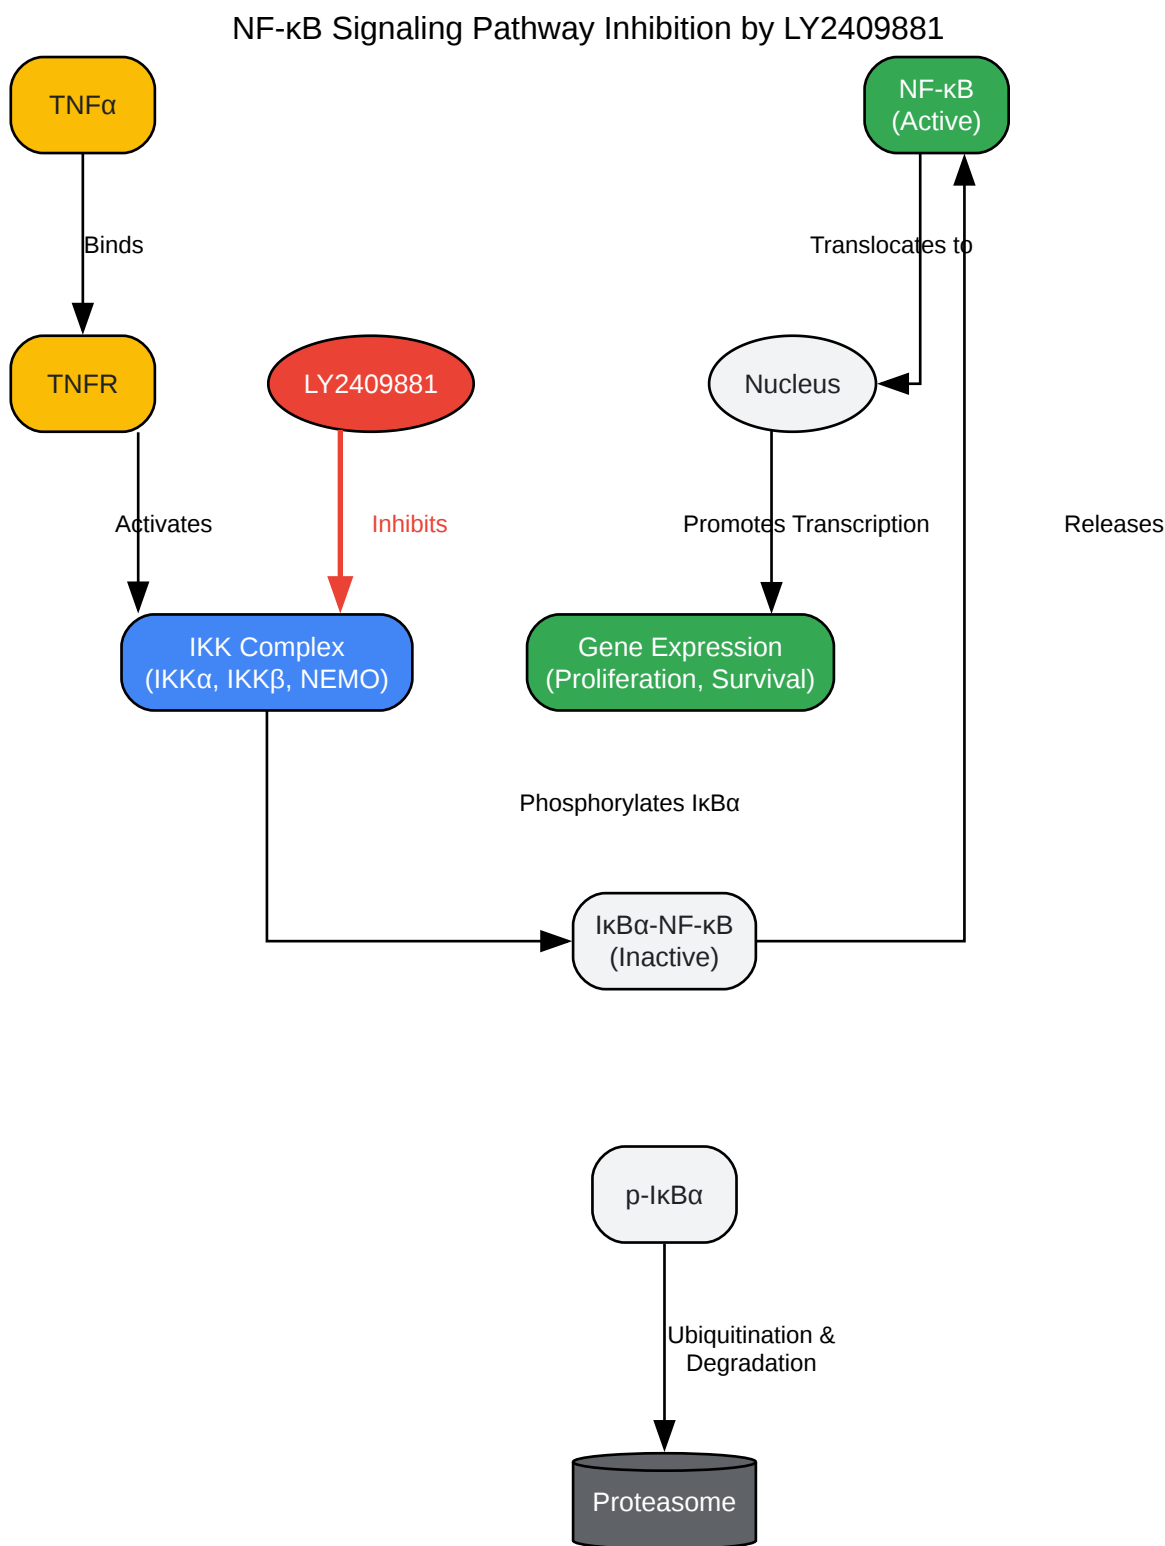 NF-κB Signaling Pathway Inhibition by LY2409881
TNFα
NF-κB
(Active)
Binds
Translocates to
TNFR
LY2409881
Nucleus
Activates
Inhibits
Promotes Transcription
Releases
IKK Complex
(IKKα, IKKβ, NEMO)
Gene Expression
(Proliferation, Survival)
Phosphorylates IκBα
IκBα-NF-κB
(Inactive)
p-IκBα
Ubiquitination &
Degradation
Proteasome